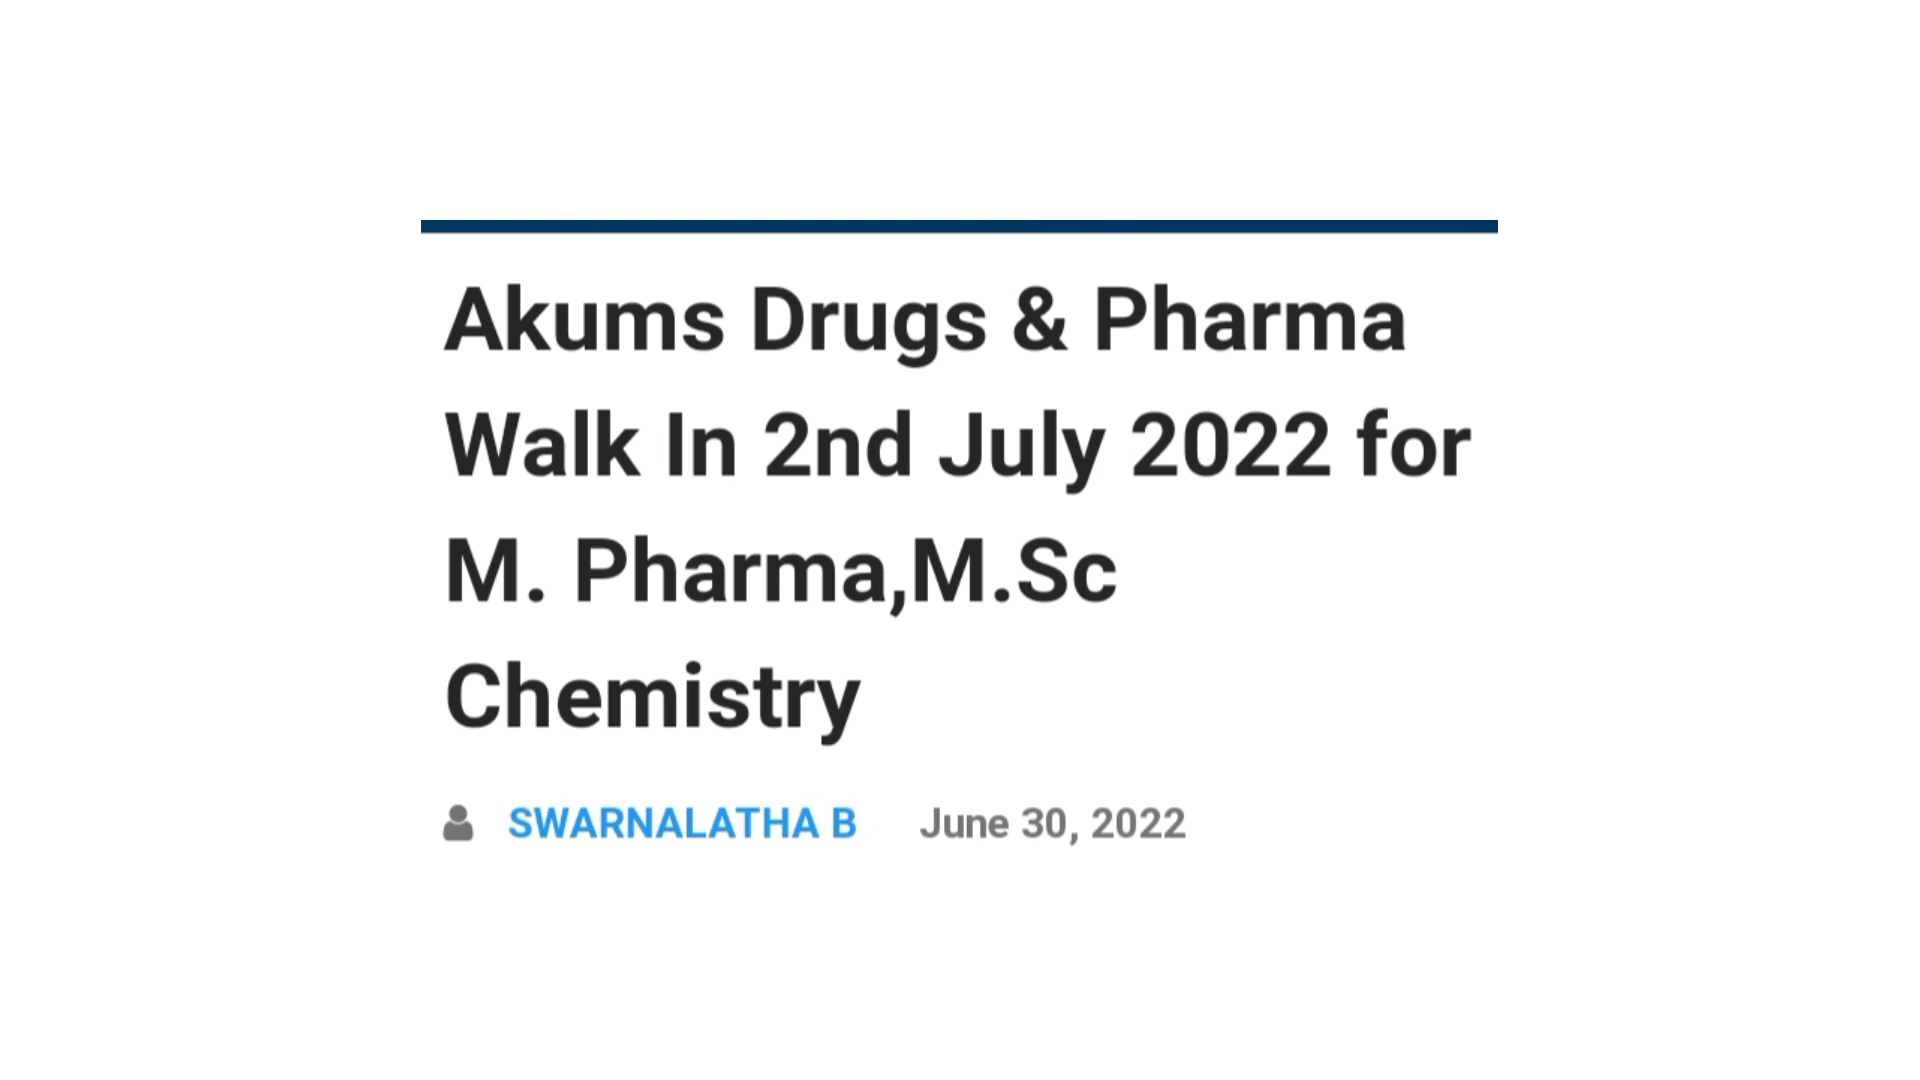 Akums Drugs & Pharma
Walk In 2nd July 2022 for
M. Pharma,M.Sc
Chemistry
SWARNALATHA B June 30, 2022